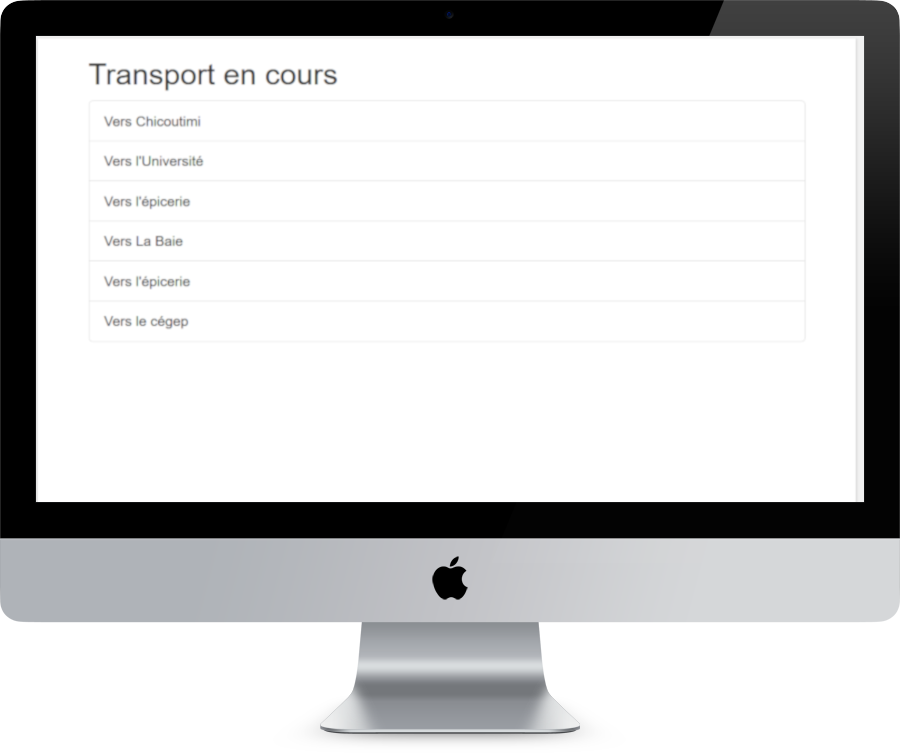 Transport en cours
Vers Chicoutimi
Vers l'Université
Vers l'épicerie
Vers La Baie
Vers l'épicerie
Vers le cégep